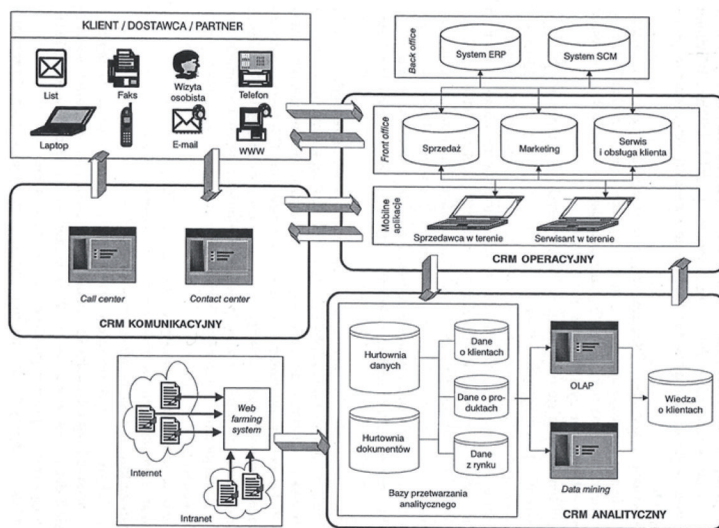 KLIENT / DOSTAWCA / PARTNER
List
Faks
Wizyta
osobista
Telefon
Laptop
E-mail
WWW
Back office
System ERP
System SCM
Front office
Sprzedaż
Marketing
Serwis
i obsługa klienta
Mobilne
aplikacje
Sprzedawca w terenie
Serwisant w terenie
CRM OPERACYJNY
Call center
Contact center
CRM KOMUNIKACYJNY
Internet
Web
farming
system
Intranet
Hurtownia
danych
Hurtownia
dokumentów
Dane
o klientach
Dane o pro-
duktach
Dane
z rynku
Bazy przetwarzania
analitycznego
OLAP
Data mining
Wiedza
o klientach
CRM ANALITYCZNY